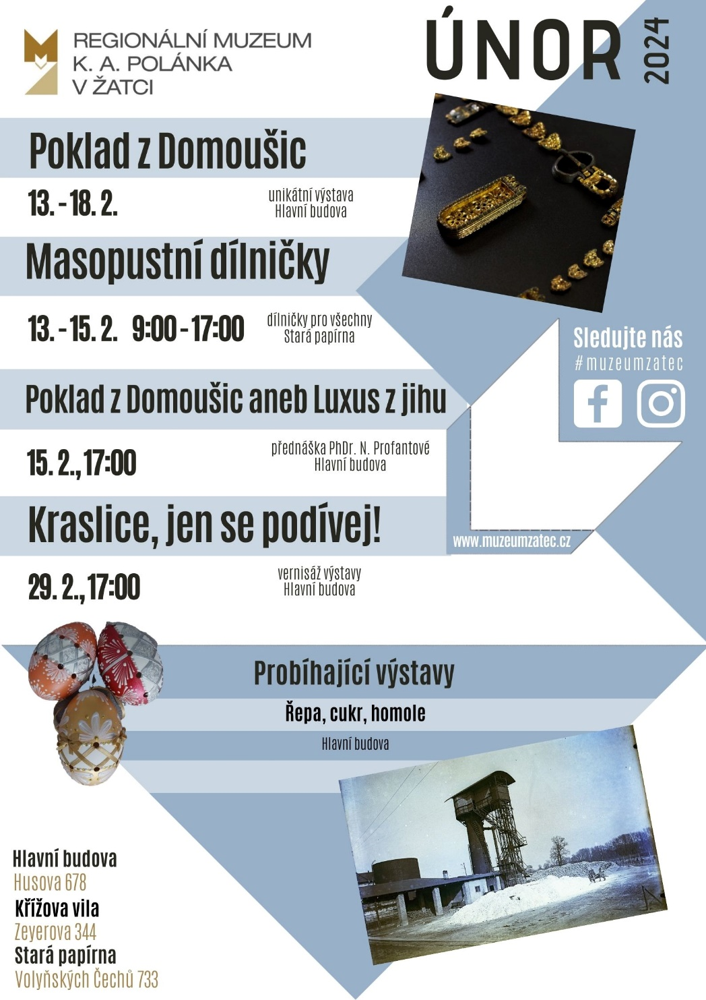 REGIONÁLNÍ MUZEUM
K. A. POLÁNKA
V ŽATCI
ÚNOR
2024
Poklad z Domoušic
13. - 18. 2.
unikátní výstava
Hlavní budova
Masopustní dílničky
13. - 15. 2. 9:00 - 17:00
dílničky pro všechny
Stará papírna
Sledujte nás
#muzeumzatec
Poklad z Domoušic aneb Luxus z jihu
15. 2., 17:00
přednáška PhDr. N. Profantové
Hlavní budova
Kraslice, jen se podívej!
www.muzeumzatec.cz
29. 2., 17:00
vernisáž výstavy
Hlavní budova
Probíhající výstavy
Řepa, cukr, homole
Hlavní budova
Hlavní budova
Husova 678
Křížova vila
Zeyerova 344
Stará papírna
Volyňských Čechů 733